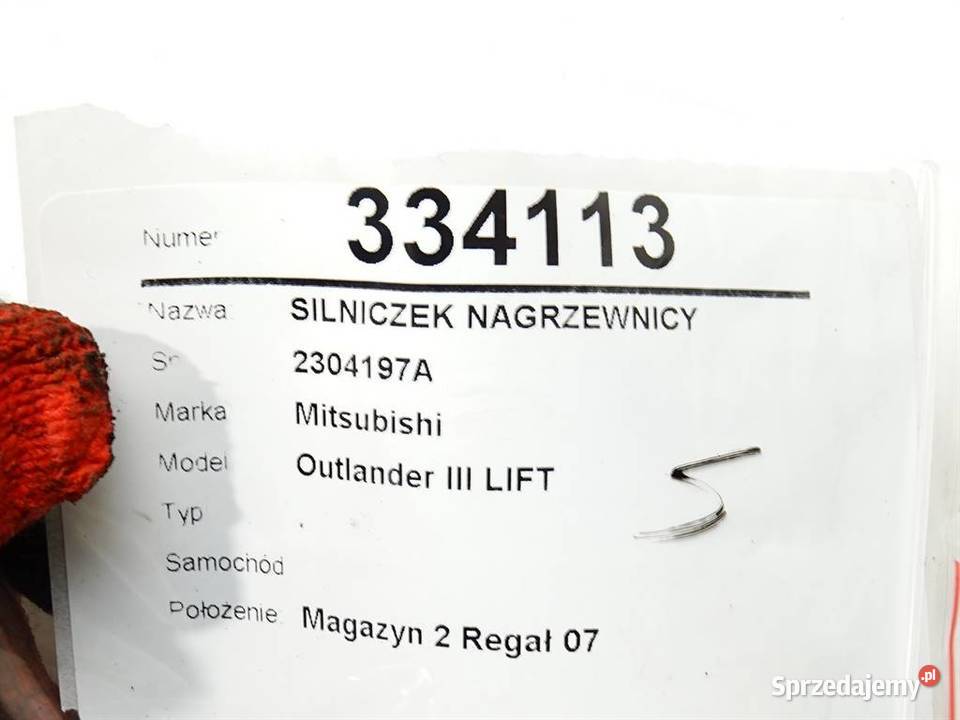 Numer 334113
Nazwa SILNICZEK NAGRZEWNICY
2304197A
Marka Mitsubishi
Model Outlander III LIFT
Typ
5
Samochód
Położenie: Magazyn 2 Regał 07
Sprzedajemy.pl